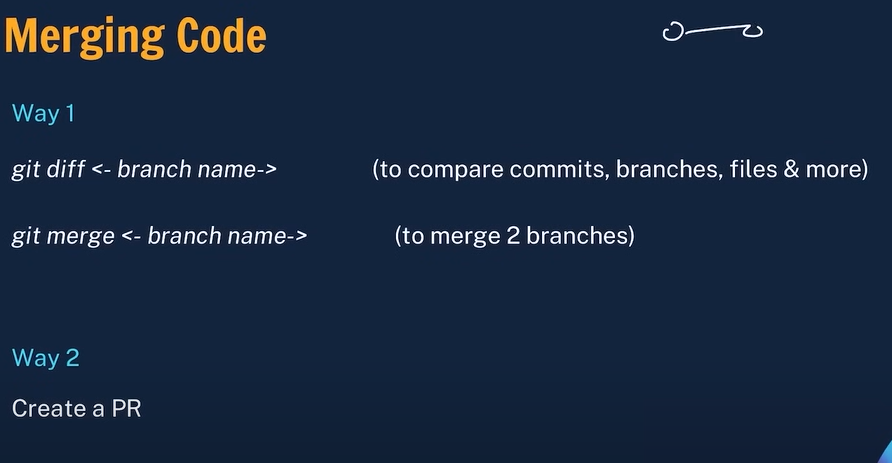 Merging Code
Way 1
git diff <- branch name-> (to compare commits, branches, files & more)
git merge <- branch name-> (to merge 2 branches)
Way 2
Create a PR